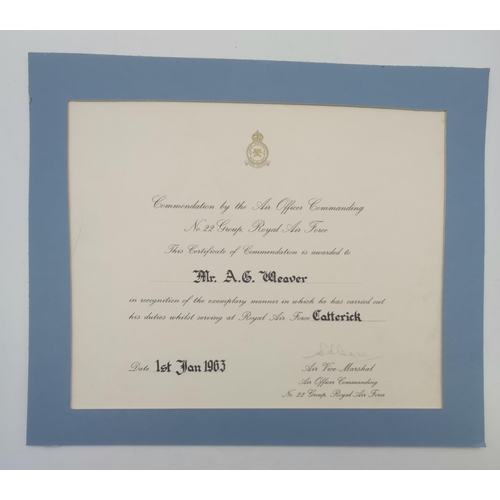 Commendation by the Air Officer Commanding
No. 22 Group, Royal Air Force
This Certificate of Commendation is awarded to
Mr. A.G. Weaver
in recognition of the exemplary manner in which he has carried out
his duties whilst serving at Royal Air Force Catterick
Date 1st Jan 1963
Air Vice-Marshal
Air Officer Commanding
No. 22 Group, Royal Air Force